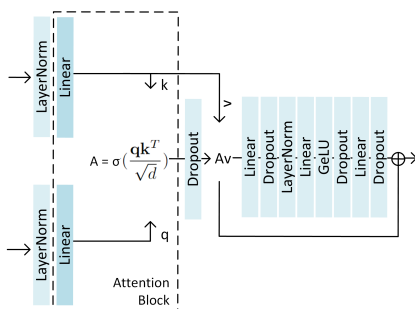 LayerNorm
Linear
k
v
A = σ(qk^T/√d)
Dropout
Av
Linear
Dropout
LayerNorm
Linear
GeLU
Dropout
Linear
Dropout
LayerNorm
Linear
q
Attention
Block